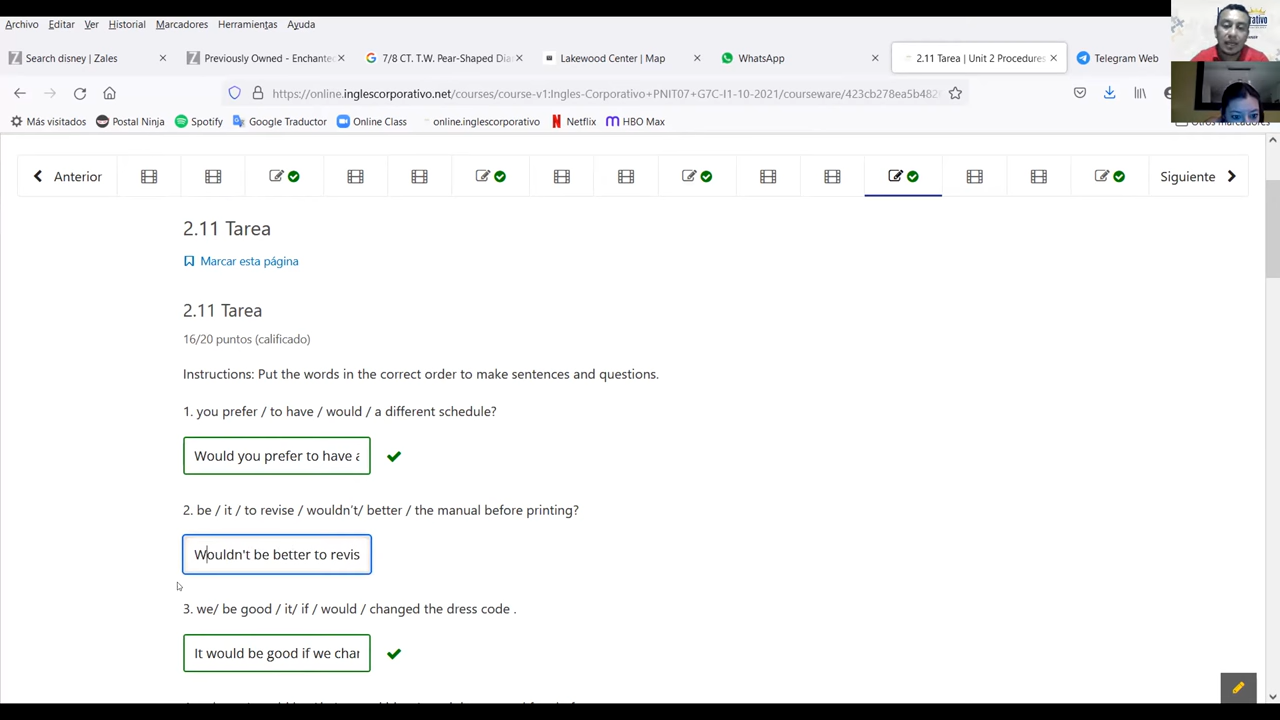 Archivo Editar Ver Historial Marcadores Herramientas Ayuda
Search disney | Zales
Previously Owned - Enchante
7/8 CT. T.W. Pear-Shaped Dia
Lakewood Center | Map
WhatsApp
2.11 Tarea | Unit 2 Procedures
Telegram Web
https://online.inglescorporativo.net/courses/course-v1:Ingles-Corporativo+PNIT07+G7C-I1-10-2021/courseware/423cb278ea5b482
Más visitados Postal Ninja Spotify Google Traductor Online Class online.inglescorporativo Netflix HBO Max
Anterior
Siguiente
2.11 Tarea
Marcar esta página
2.11 Tarea
16/20 puntos (calificado)
Instructions: Put the words in the correct order to make sentences and questions.
1. you prefer / to have / would / a different schedule?
Would you prefer to have a
2. be / it / to revise / wouldn't/ better / the manual before printing?
Wouldn't be better to revis
3. we/ be good / it/ if / would / changed the dress code .
It would be good if we char